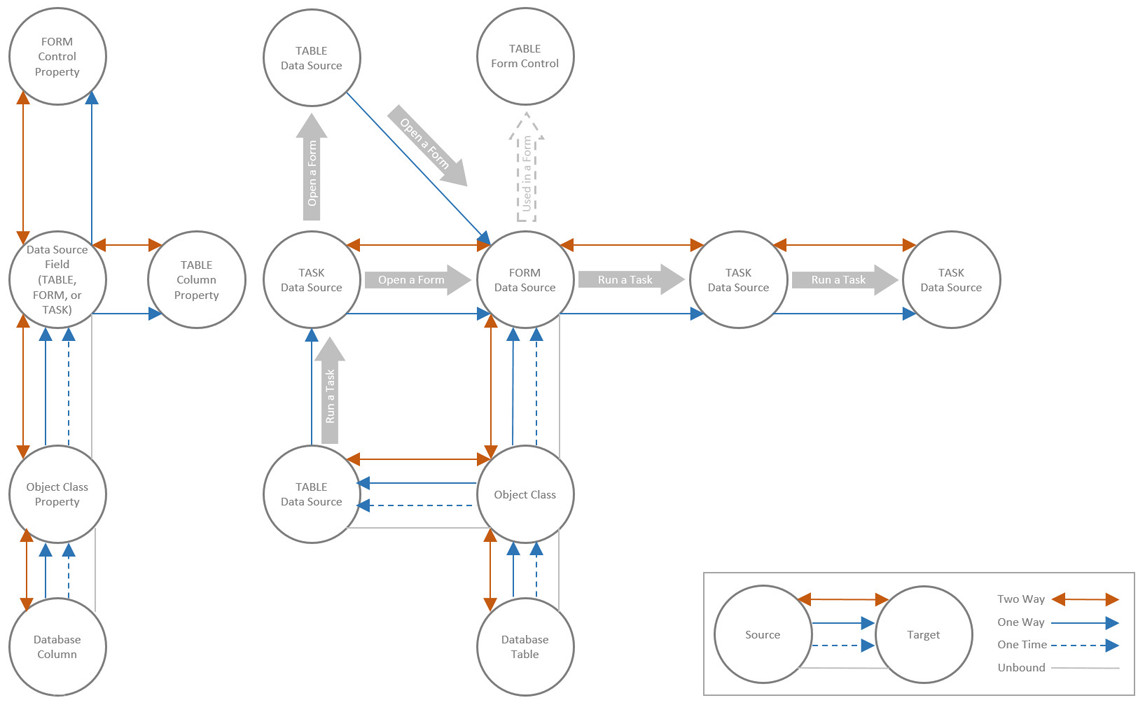 FORM
Control
Property
TABLE
Data Source
TABLE
Form Control
Open a Form
Open a Form
Used in a Form
Data Source
Field
(TABLE,
FORM, or
TASK)
TABLE
Column
Property
TASK
Data Source
Open a Form
FORM
Data Source
Run a Task
TASK
Data Source
Run a Task
TASK
Data Source
Run a Task
Object Class
Property
TABLE
Data Source
Object Class
Database
Column
Database
Table
Source
Target
Two Way
One Way
One Time
Unbound